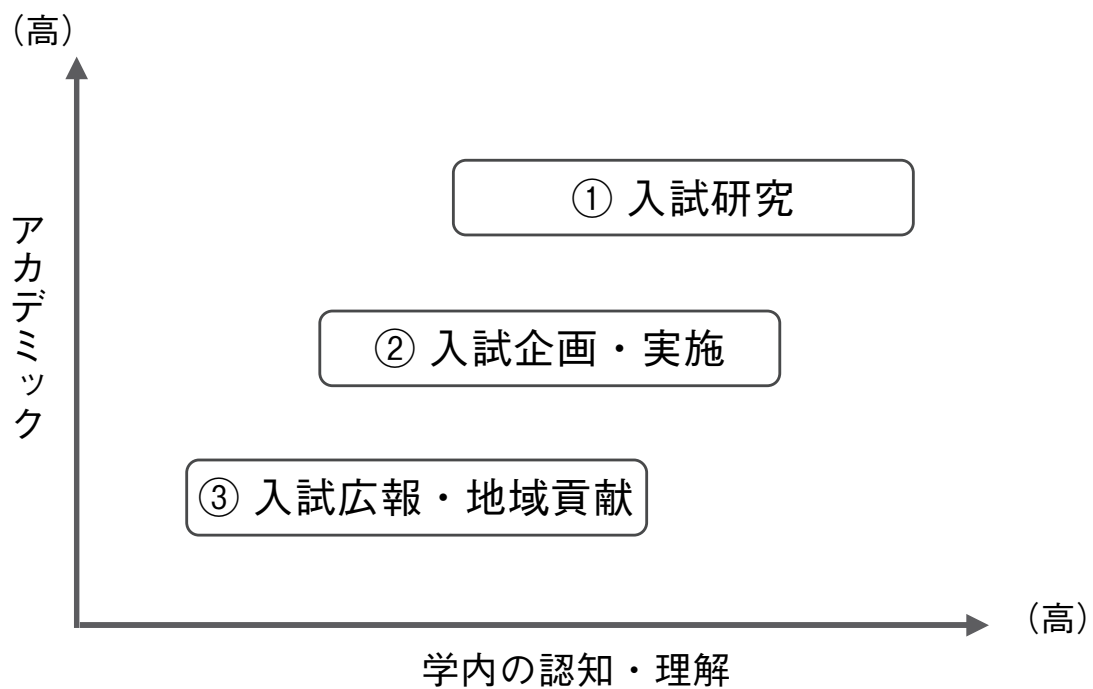 （高）
アカデミック
① 入試研究
② 入試企画・実施
③ 入試広報・地域貢献
（高）
学内の認知・理解